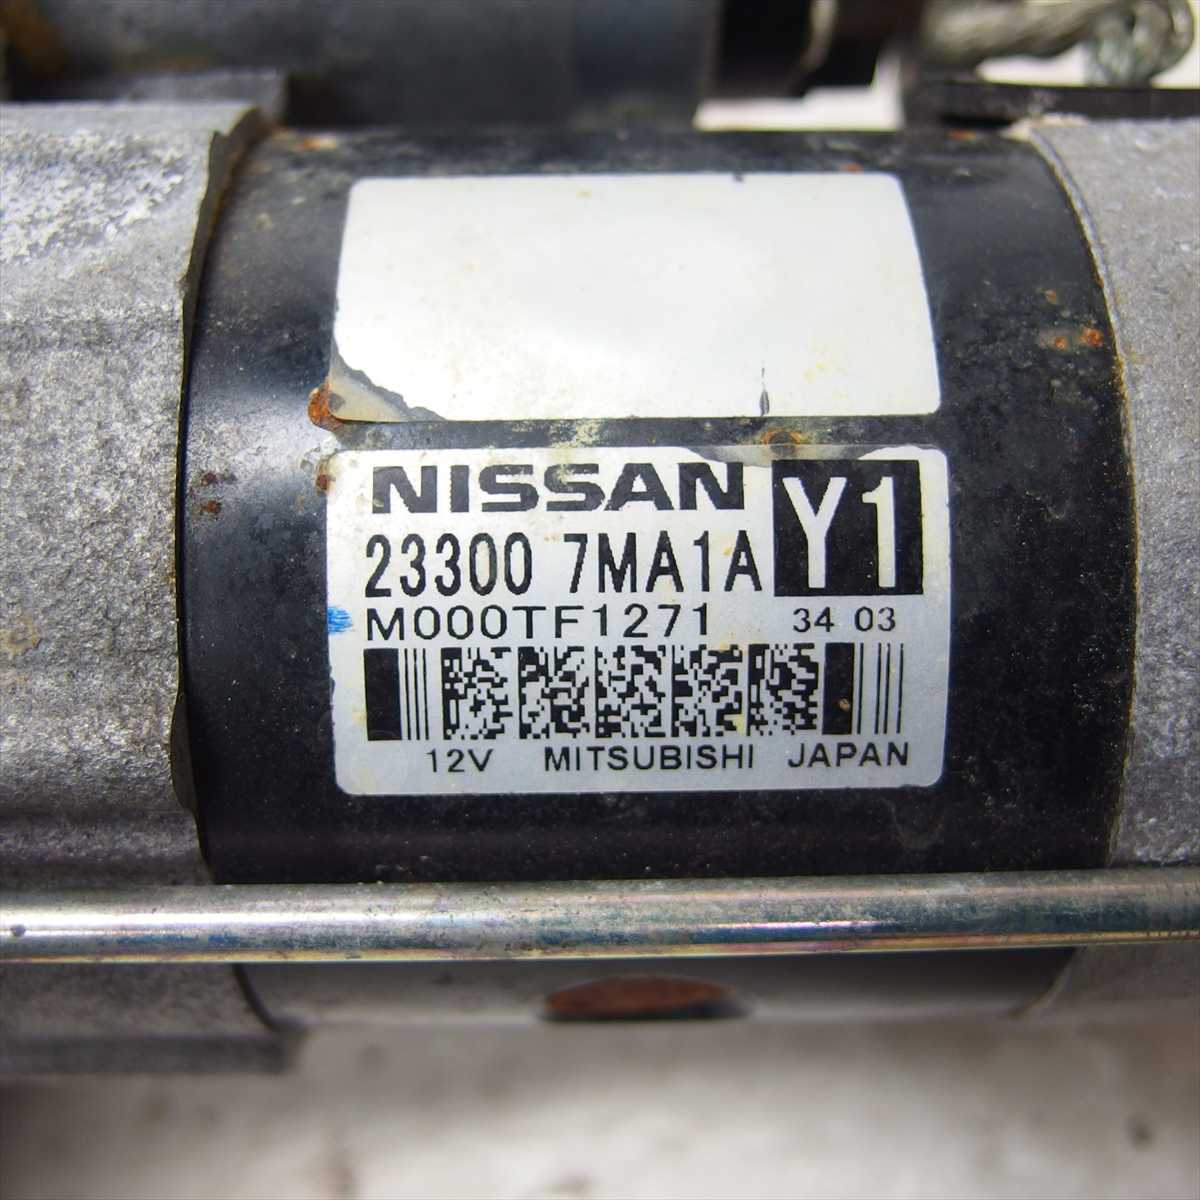 NISSAN
Y1
23300 7MA1A
M000TF1271
34 03
12V MITSUBISHI JAPAN